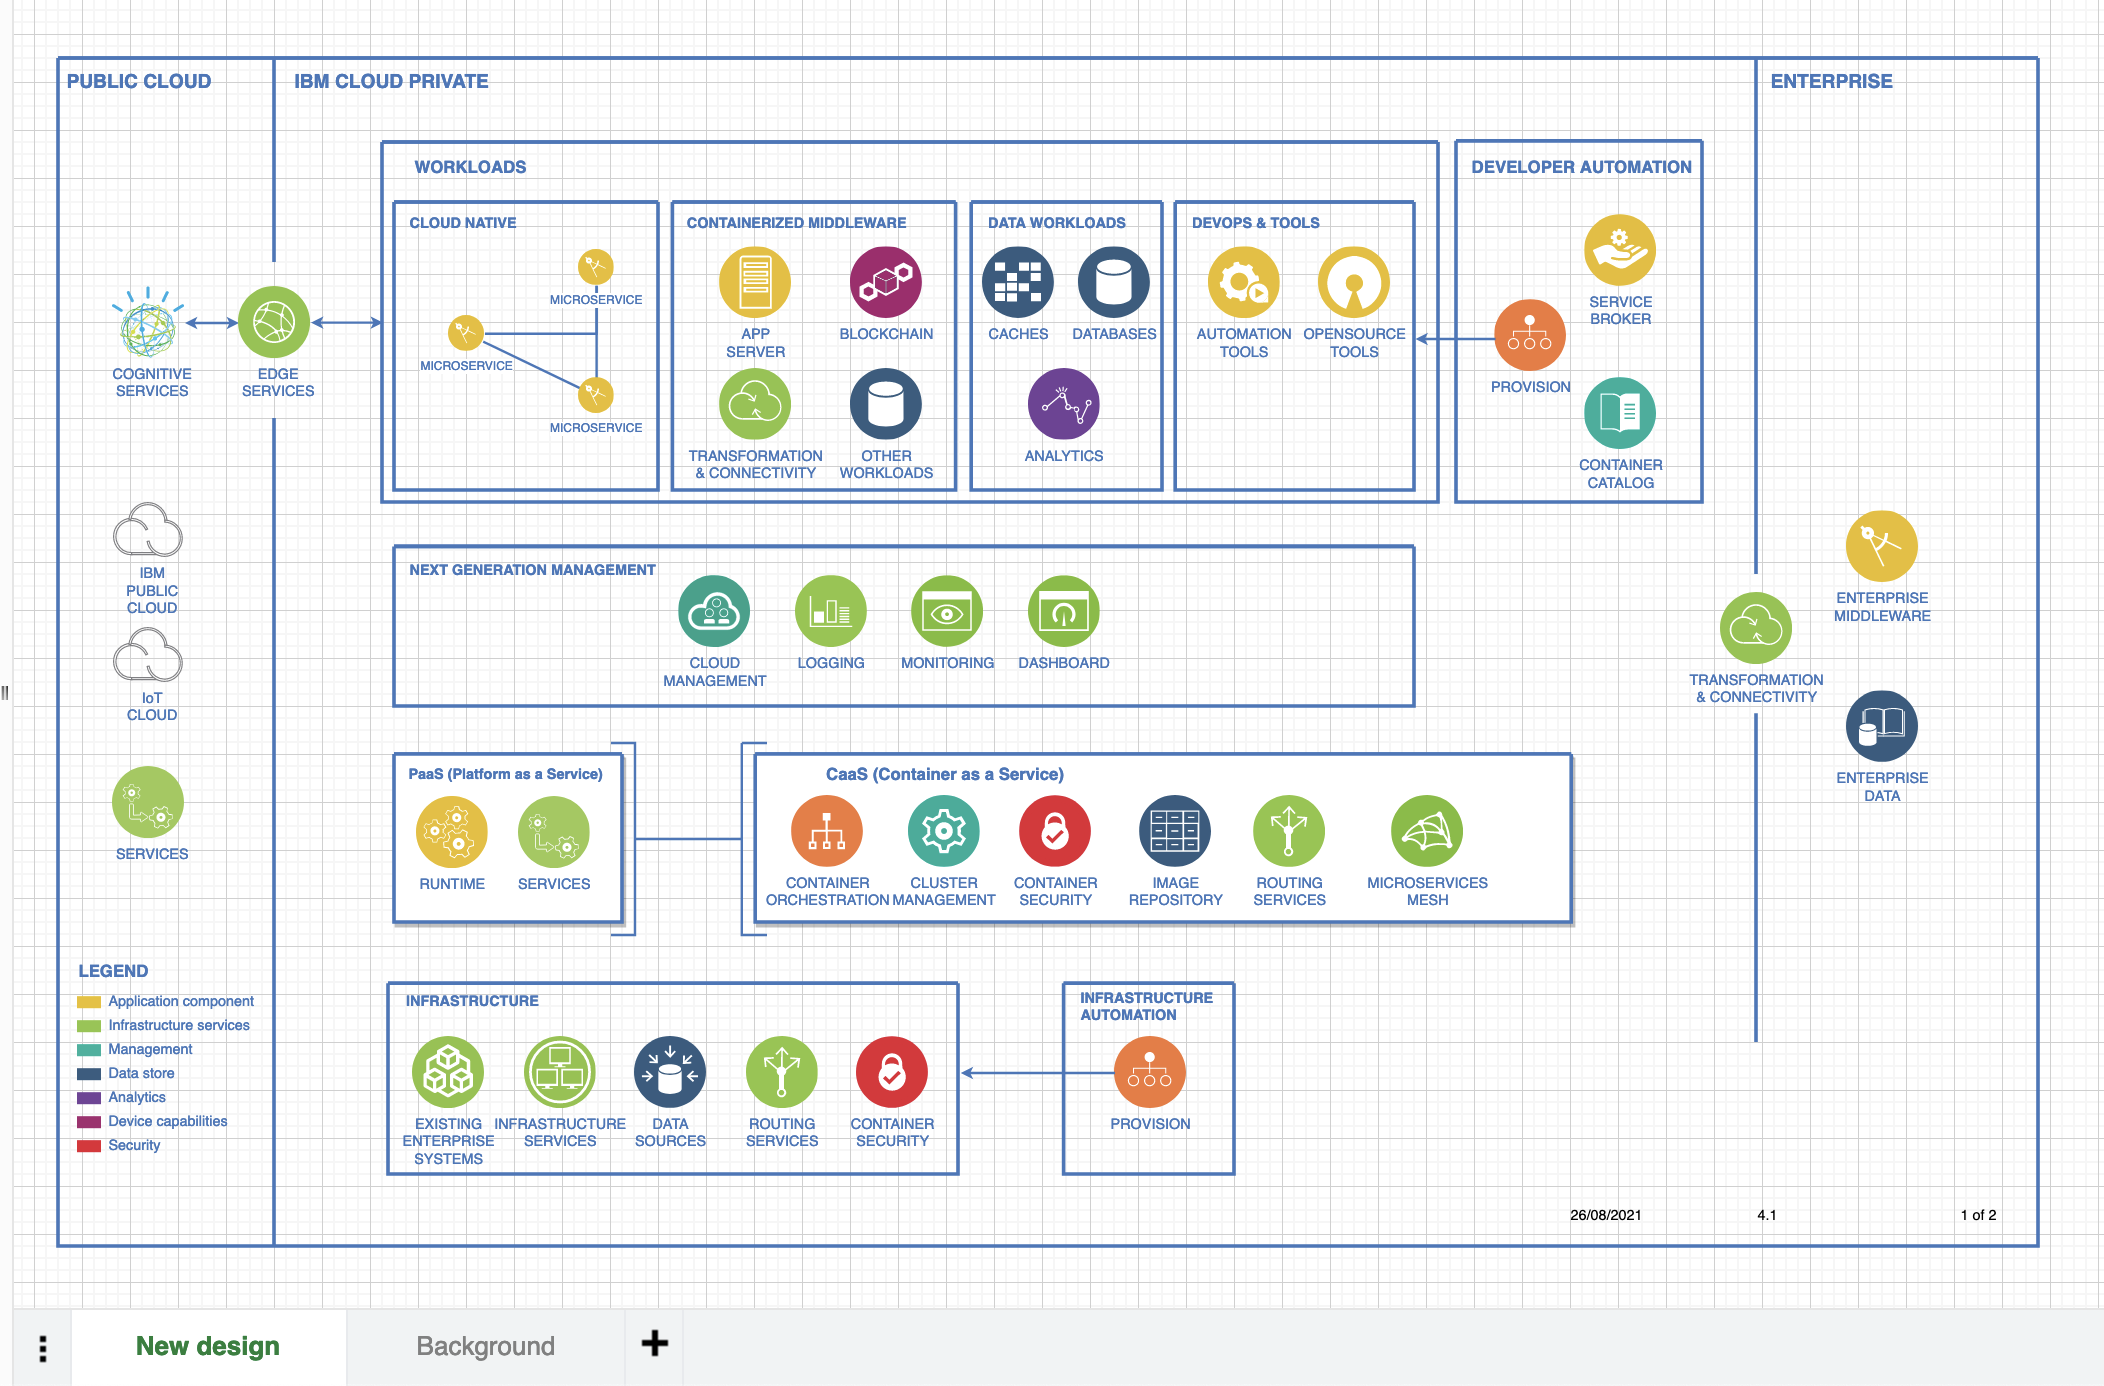 PUBLIC CLOUD
IBM CLOUD PRIVATE
ENTERPRISE
WORKLOADS
DEVELOPER AUTOMATION
CLOUD NATIVE
CONTAINERIZED MIDDLEWARE
DATA WORKLOADS
DEVOPS & TOOLS
MICROSERVICE
MICROSERVICE
MICROSERVICE
APP
SERVER
BLOCKCHAIN
TRANSFORMATION
& CONNECTIVITY
OTHER
WORKLOADS
CACHES
DATABASES
ANALYTICS
AUTOMATION
TOOLS
OPENSOURCE
TOOLS
SERVICE
BROKER
PROVISION
CONTAINER
CATALOG
COGNITIVE
SERVICES
EDGE
SERVICES
IBM
PUBLIC
CLOUD
IoT
CLOUD
SERVICES
NEXT GENERATION MANAGEMENT
CLOUD
MANAGEMENT
LOGGING
MONITORING
DASHBOARD
ENTERPRISE
MIDDLEWARE
TRANSFORMATION
& CONNECTIVITY
ENTERPRISE
DATA
PaaS (Platform as a Service)
RUNTIME
SERVICES
CaaS (Container as a Service)
CONTAINER
ORCHESTRATION
CLUSTER
MANAGEMENT
CONTAINER
SECURITY
IMAGE
REPOSITORY
ROUTING
SERVICES
MICROSERVICES
MESH
LEGEND
Application component
Infrastructure services
Management
Data store
Analytics
Device capabilities
Security
INFRASTRUCTURE
EXISTING
ENTERPRISE
SYSTEMS
INFRASTRUCTURE
SERVICES
DATA
SOURCES
ROUTING
SERVICES
CONTAINER
SECURITY
INFRASTRUCTURE
AUTOMATION
PROVISION
26/08/2021
4.1
1 of 2
New design
Background